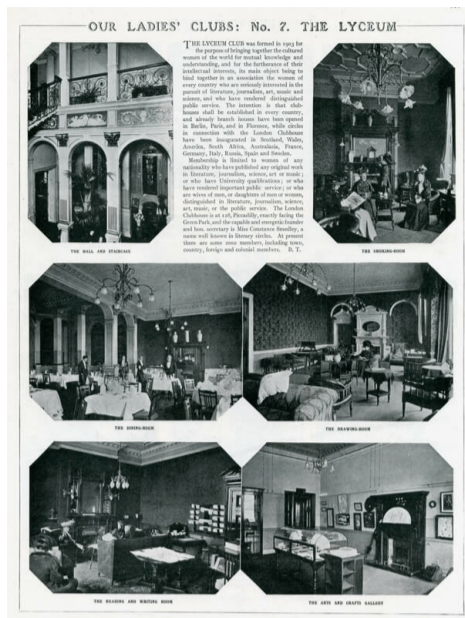 OUR LADIES' CLUBS: No. 7. THE LYCEUM
THE LYCEUM CLUB was formed in 1903 for
the purpose of bringing together the cultured
women of the world for mutual knowledge and
understanding, and for the furtherance of their
intellectual interests, its main object being to
bind together in an association the women of
every country who are seriously interested in the
pursuit of literature, journalism, art, music and
science, and who have rendered distinguished
public service. The intention is that club-
houses shall be established in every country,
and already branch houses have been opened
in Berlin, Paris, and in Florence, while circles
in connection with the London Clubhouse
have been inaugurated in Scotland, Wales,
America, South Africa, Australasia, France,
Germany, Italy, Russia, Spain and Sweden.
Membership is limited to women of any
nationality who have published any original work
in literature, journalism, science, art or music;
or who have University qualifications; or who
have rendered important public service; or who
are wives of men, or daughters of men or women,
distinguished in literature, journalism, science,
art, music, or the public service. The London
Clubhouse is at 128, Piccadilly, exactly facing the
Green Park, and the capable and energetic founder
and hon. secretary is Miss Constance Smedley, a
name well known in literary circles. At present
there are some members, including town,
country, foreign and colonial members. D. T.
THE HALL AND STAIRCASE
THE SMOKING-ROOM
THE DINING-ROOM
THE DRAWING-ROOM
THE READING AND WRITING ROOM
THE ARTS AND CRAFTS GALLERY